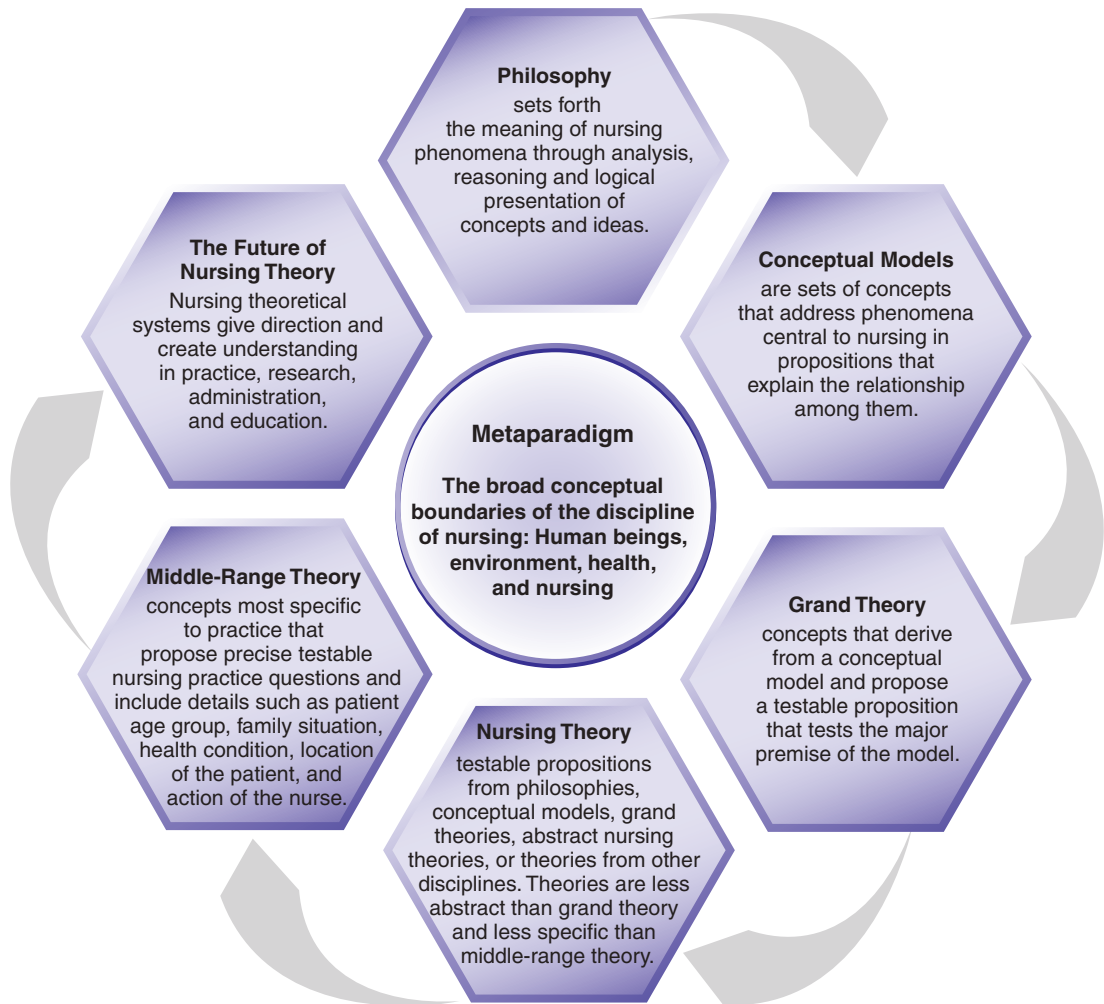 Philosophy
sets forth
the meaning of nursing
phenomena through analysis,
reasoning and logical
presentation of
concepts and ideas.
Conceptual Models
are sets of concepts
that address phenomena
central to nursing in
propositions that
explain the relationship
among them.
Grand Theory
concepts that derive
from a conceptual
model and propose
a testable proposition
that tests the major
premise of the model.
Nursing Theory
testable propositions
from philosophies,
conceptual models, grand
theories, abstract nursing
theories, or theories from other
disciplines. Theories are less
abstract than grand theory
and less specific than
middle-range theory.
Middle-Range Theory
concepts most specific
to practice that
propose precise testable
nursing practice questions and
include details such as patient
age group, family situation,
health condition, location
of the patient, and
action of the nurse.
The Future of
Nursing Theory
Nursing theoretical
systems give direction and
create understanding
in practice, research,
administration,
and education.
Metaparadigm
The broad conceptual
boundaries of the discipline
of nursing: Human beings,
environment, health,
and nursing